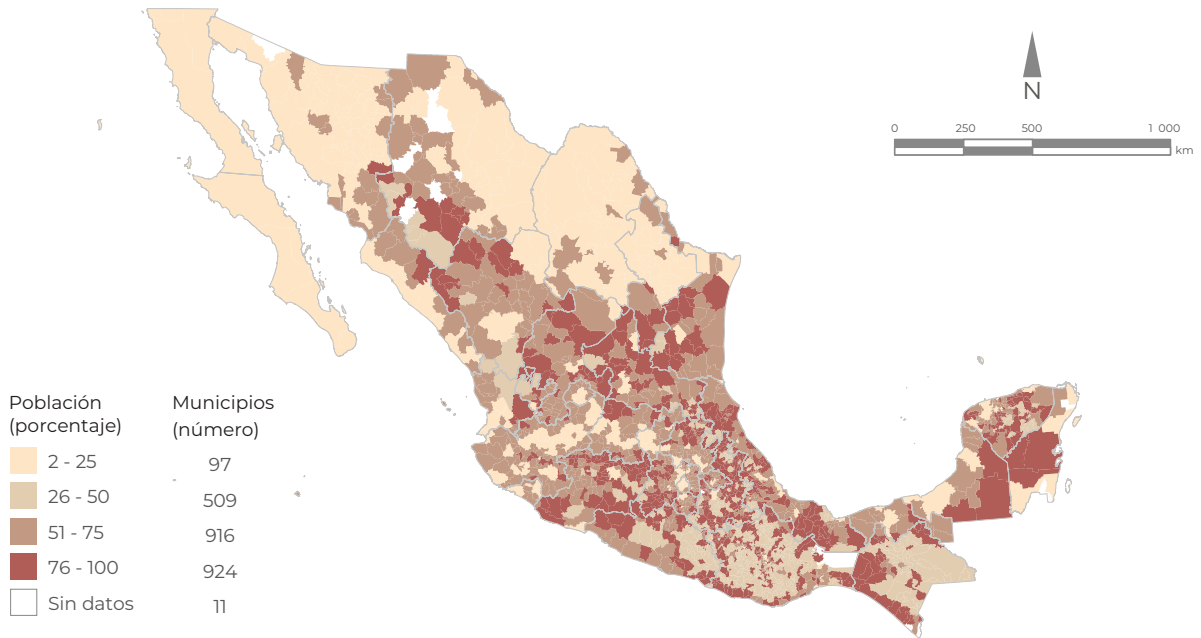 N
0 250 500 1 000
km
Población
(porcentaje)
Municipios
(número)
2 - 25 97
26 - 50 509
51 - 75 916
76 - 100 924
Sin datos 11